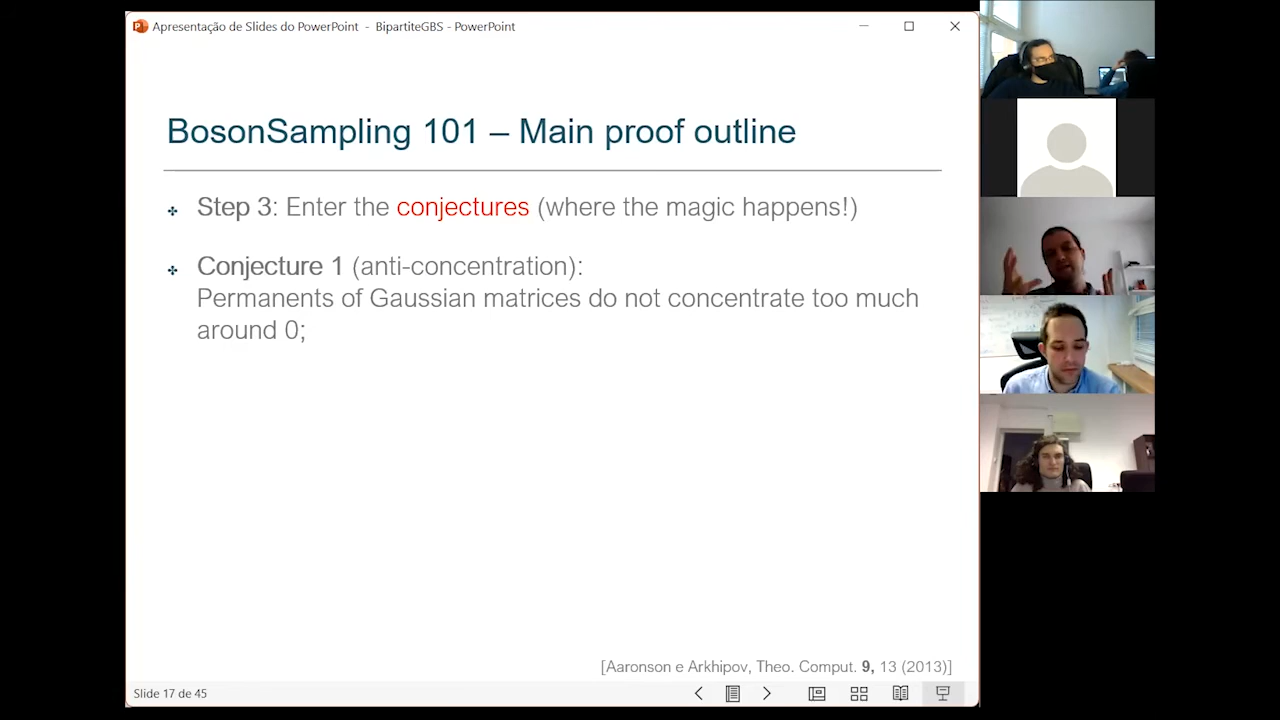 Apresentação de Slides do PowerPoint - BipartiteGBS - PowerPoint
BosonSampling 101 – Main proof outline
Step 3: Enter the conjectures (where the magic happens!)
Conjecture 1 (anti-concentration):
Permanents of Gaussian matrices do not concentrate too much
around 0;
[Aaronson e Arkhipov, Theo. Comput. 9, 13 (2013)]
Slide 17 de 45